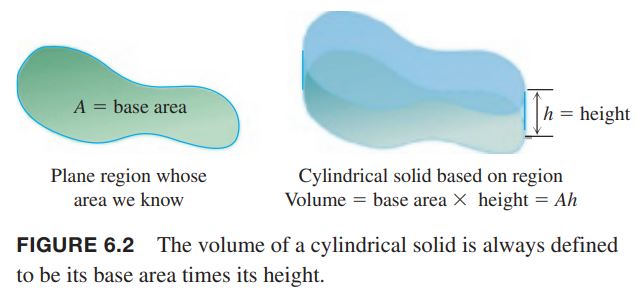 A = base area
h = height
Plane region whose
area we know
Cylindrical solid based on region
Volume = base area × height = Ah
FIGURE 6.2 The volume of a cylindrical solid is always defined
to be its base area times its height.